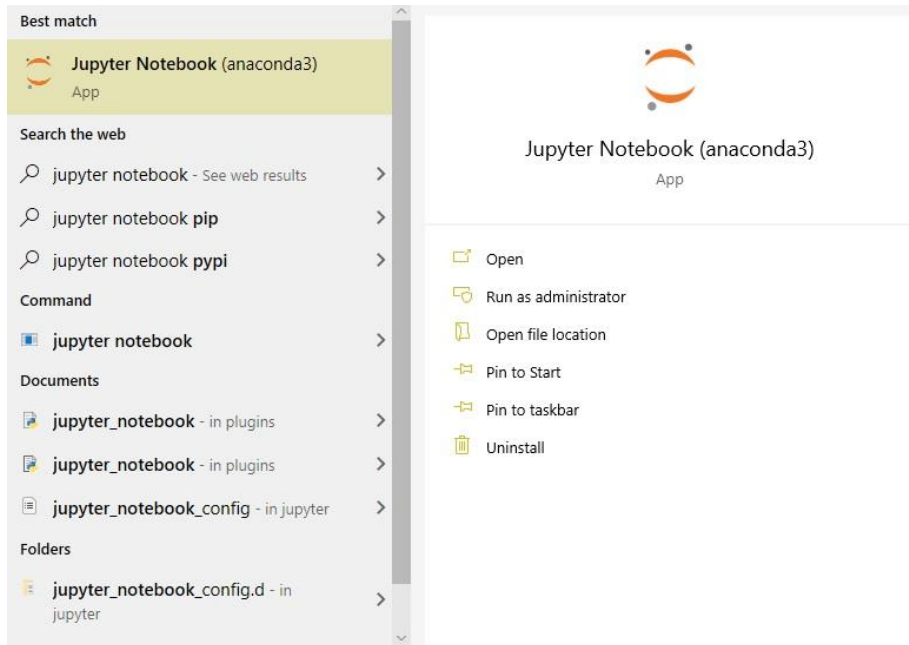 Best match
Jupyter Notebook (anaconda3)
App
Search the web
jupyter notebook - See web results
jupyter notebook pip
jupyter notebook pypi
Command
jupyter notebook
Documents
jupyter_notebook - in plugins
jupyter_notebook - in plugins
jupyter_notebook_config - in jupyter
Folders
jupyter_notebook_config.d - in
jupyter
Jupyter Notebook (anaconda3)
App
Open
Run as administrator
Open file location
Pin to Start
Pin to taskbar
Uninstall